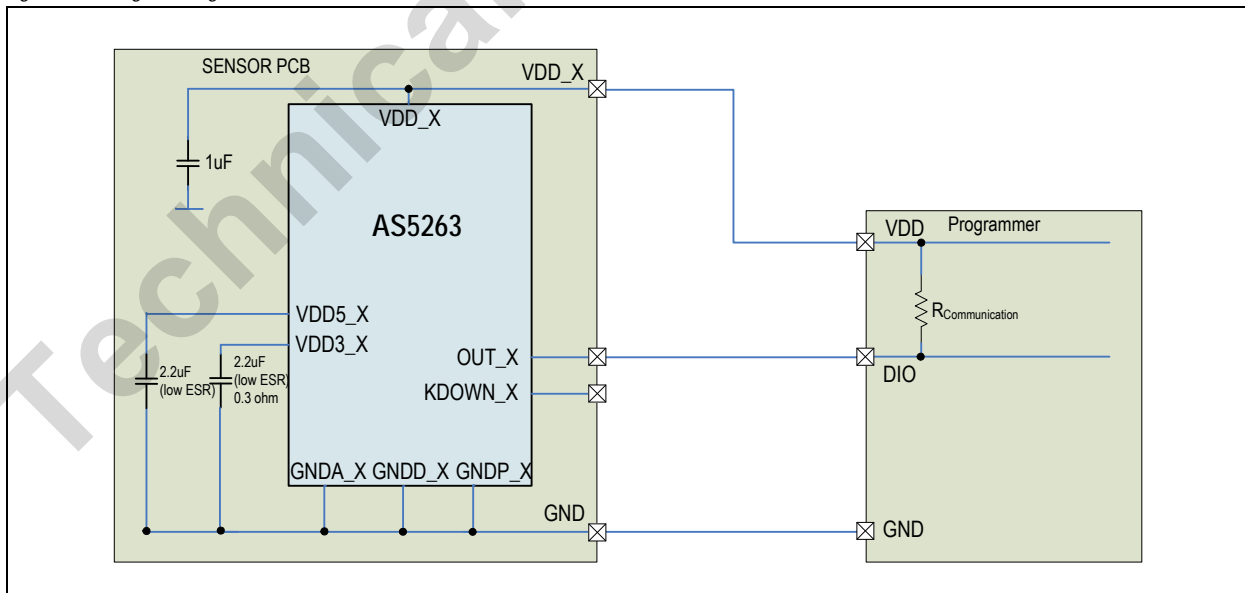 SENSOR PCB
VDD_X
VDD_X
1uF
AS5263
VDD Programmer
VDD5_X
VDD3_X
RCommunication
OUT_X
2.2uF
(low ESR)
2.2uF
(low ESR)
0.3 ohm
DIO
KDOWN_X
GNDA_X GNDD_X GNDP_X
GND
GND
Technical